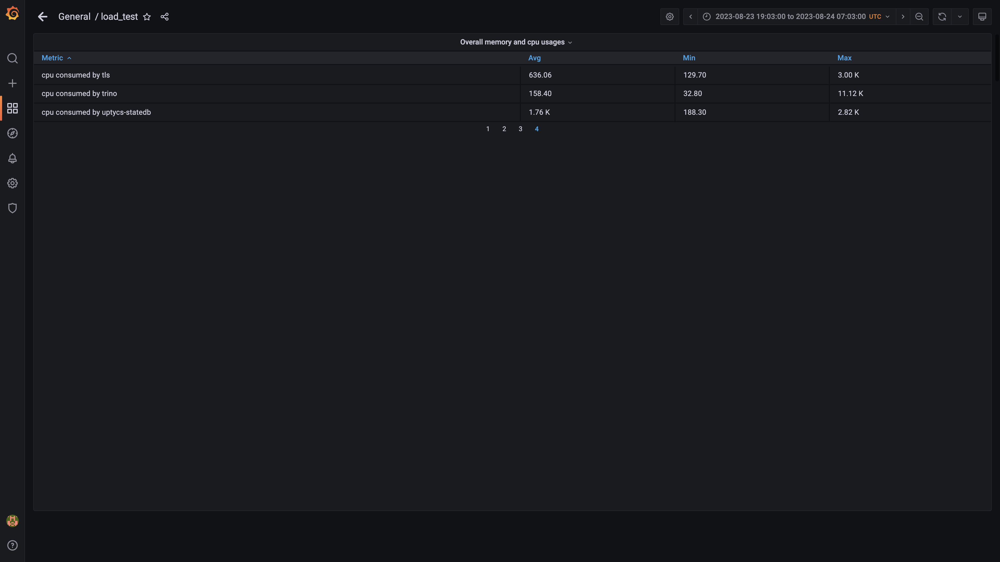 General / load_test
2023-08-23 19:03:00 to 2023-08-24 07:03:00 UTC
Overall memory and cpu usages
Metric Avg Min Max
cpu consumed by tls 636.06 129.70 3.00 K
cpu consumed by trino 158.40 32.80 11.12 K
cpu consumed by uptycs-statedb 1.76 K 188.30 2.82 K
1 2 3 4